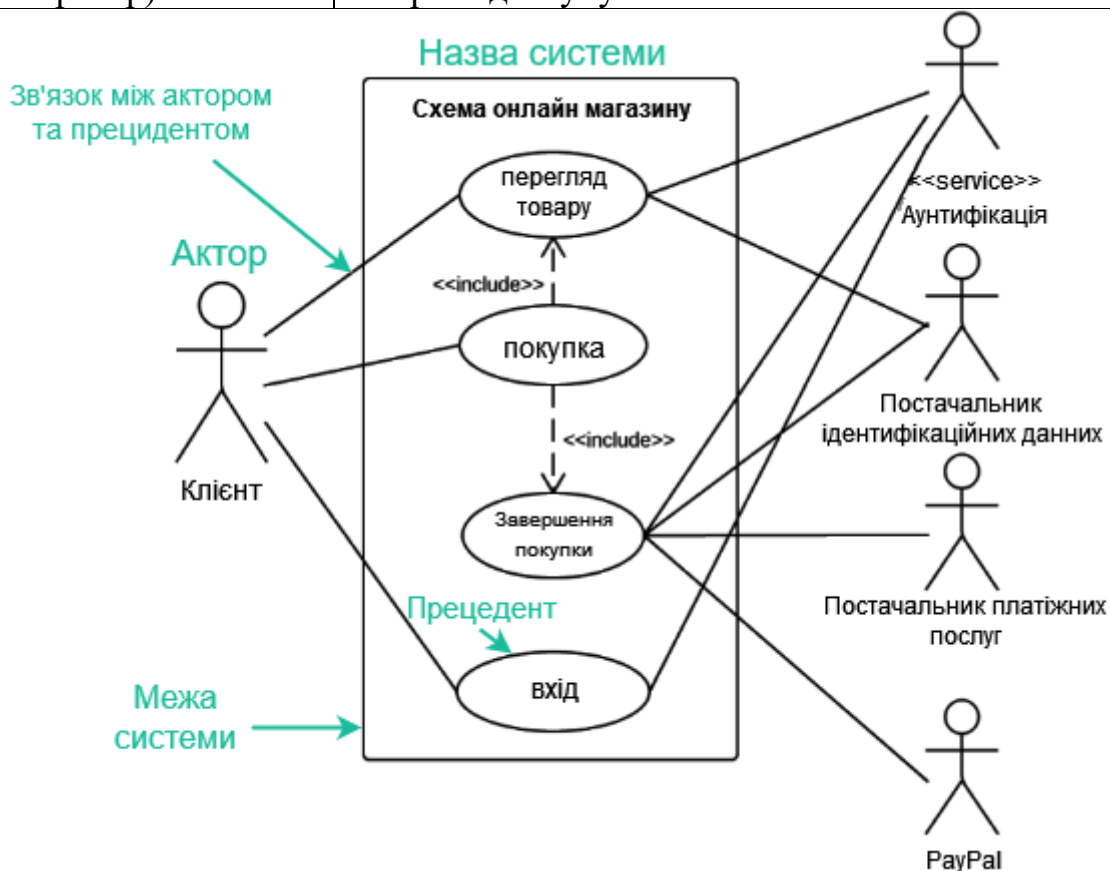 Назва системи
Зв'язок між актором
та прецидентом
Схема онлайн магазину
перегляд
товару
<<service>>
Аунтифікація
Актор
<<include>>
покупка
Клієнт
<<include>>
Постачальник
ідентифікаційних данних
Завершення
покупки
Прецедент
Постачальник платіжних
послуг
вхід
Межа
системи
PayPal